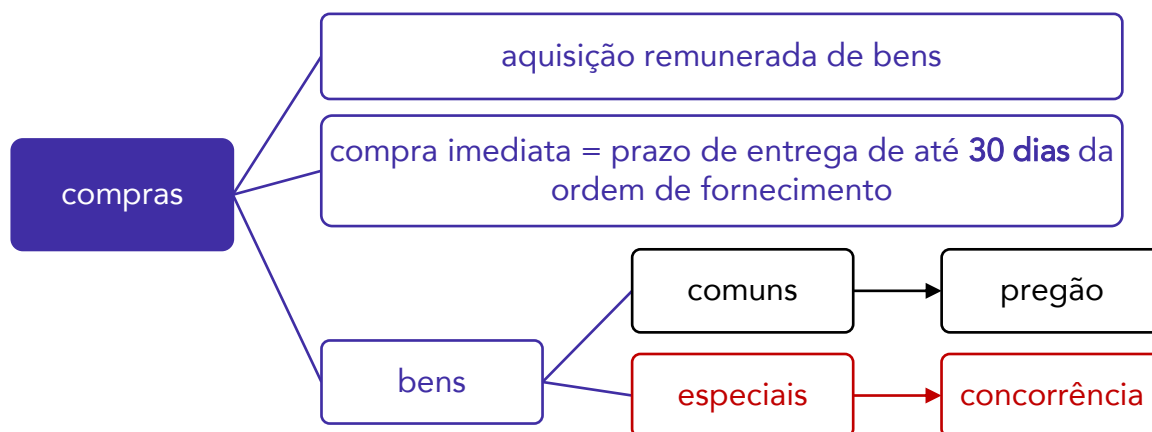 aquisição remunerada de bens
compra imediata = prazo de entrega de até 30 dias da
ordem de fornecimento
compras
comuns
pregão
bens
especiais
concorrência